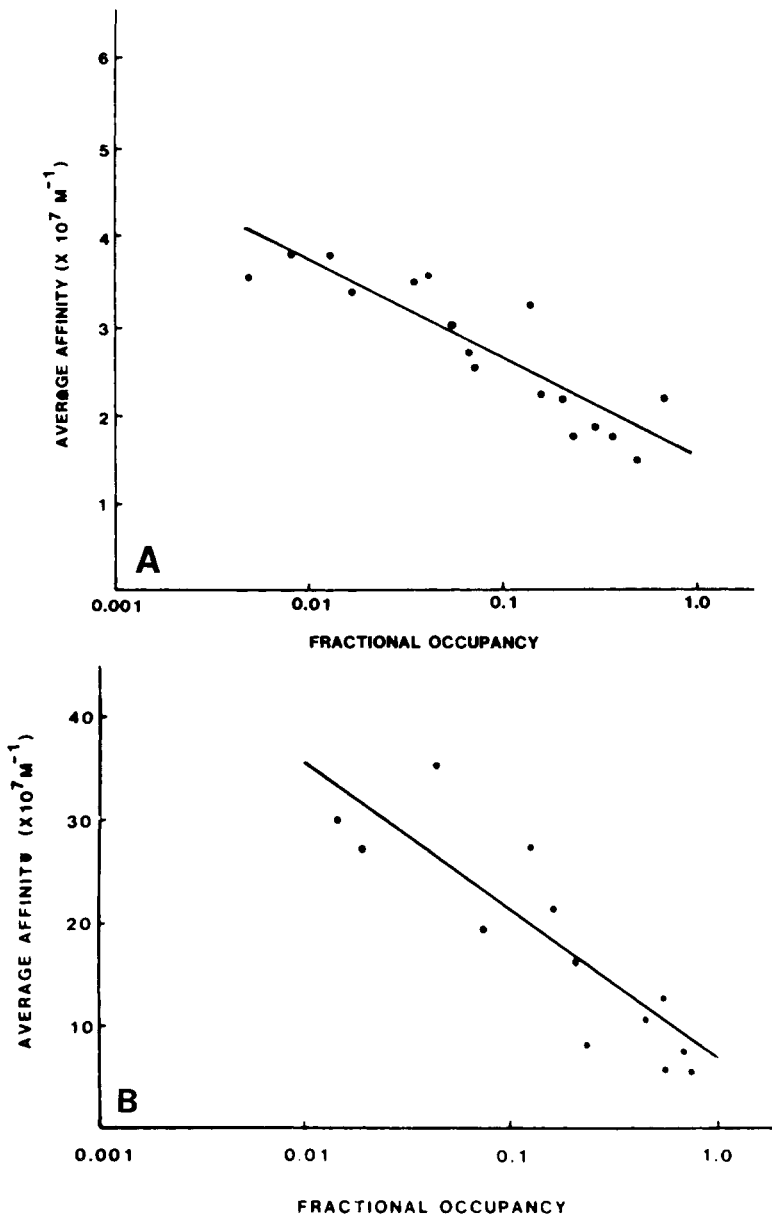 6
5
4
3
2
1
AVERAGE AFFINITY (X 10⁷ M⁻¹)
A
0.001 0.01 0.1 1.0
FRACTIONAL OCCUPANCY
40
30
20
10
AVERAGE AFFINITY (X10⁷M⁻¹)
B
0.001 0.01 0.1 1.0
FRACTIONAL OCCUPANCY